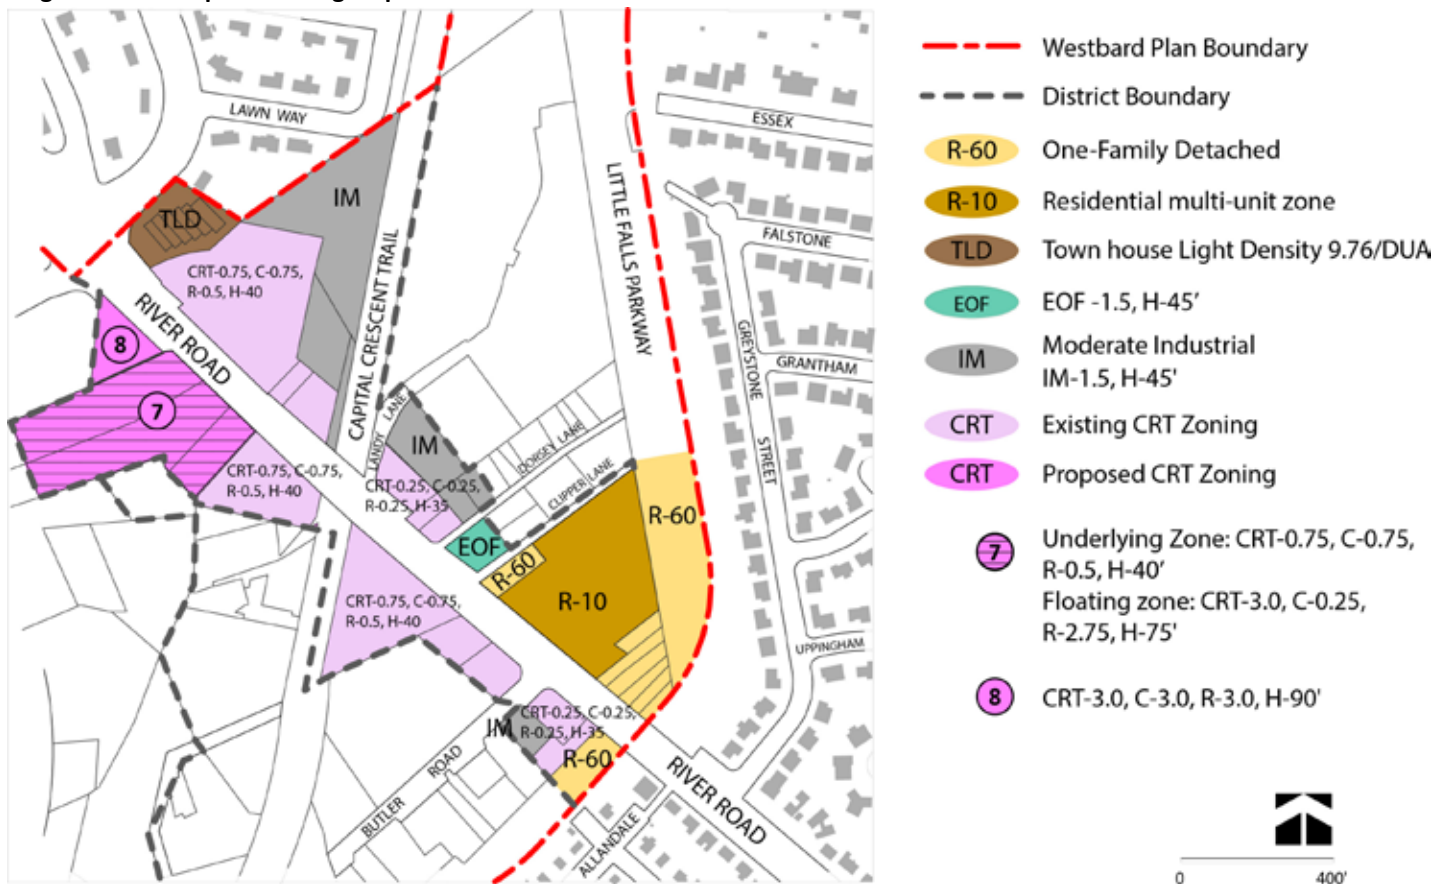 LAWN WAY
ESSEX
IM
TLD
LITTLE FALLS PARKWAY
FALSTONE
CRT-0.75, C-0.75,
R-0.5, H-40
CAPITAL CRESCENT TRAIL
RIVER ROAD
8
7
GREYSTONE
STREET
GRANTHAM
LANDY LANE
IM
DORSEY LANE
CLIPPER LANE
CRT-0.75, C-0.75,
R-0.5, H-40
CRT-0.25, C-0.25,
R-0.25, H-35
EOF
R-60
R-60
R-10
CRT-0.75, C-0.75,
R-0.5, H-40
UPPINGHAM
IM
CRT-0.25, C-0.25,
R-0.25, H-35
R-60
BUTLER ROAD
RIVER ROAD
ALLANDALE
Westbard Plan Boundary
District Boundary
R-60 One-Family Detached
R-10 Residential multi-unit zone
TLD Town house Light Density 9.76/DUA
EOF EOF -1.5, H-45'
IM Moderate Industrial
IM-1.5, H-45'
CRT Existing CRT Zoning
CRT Proposed CRT Zoning
7 Underlying Zone: CRT-0.75, C-0.75,
R-0.5, H-40'
Floating zone: CRT-3.0, C-0.25,
R-2.75, H-75'
8 CRT-3.0, C-3.0, R-3.0, H-90'
0 400'